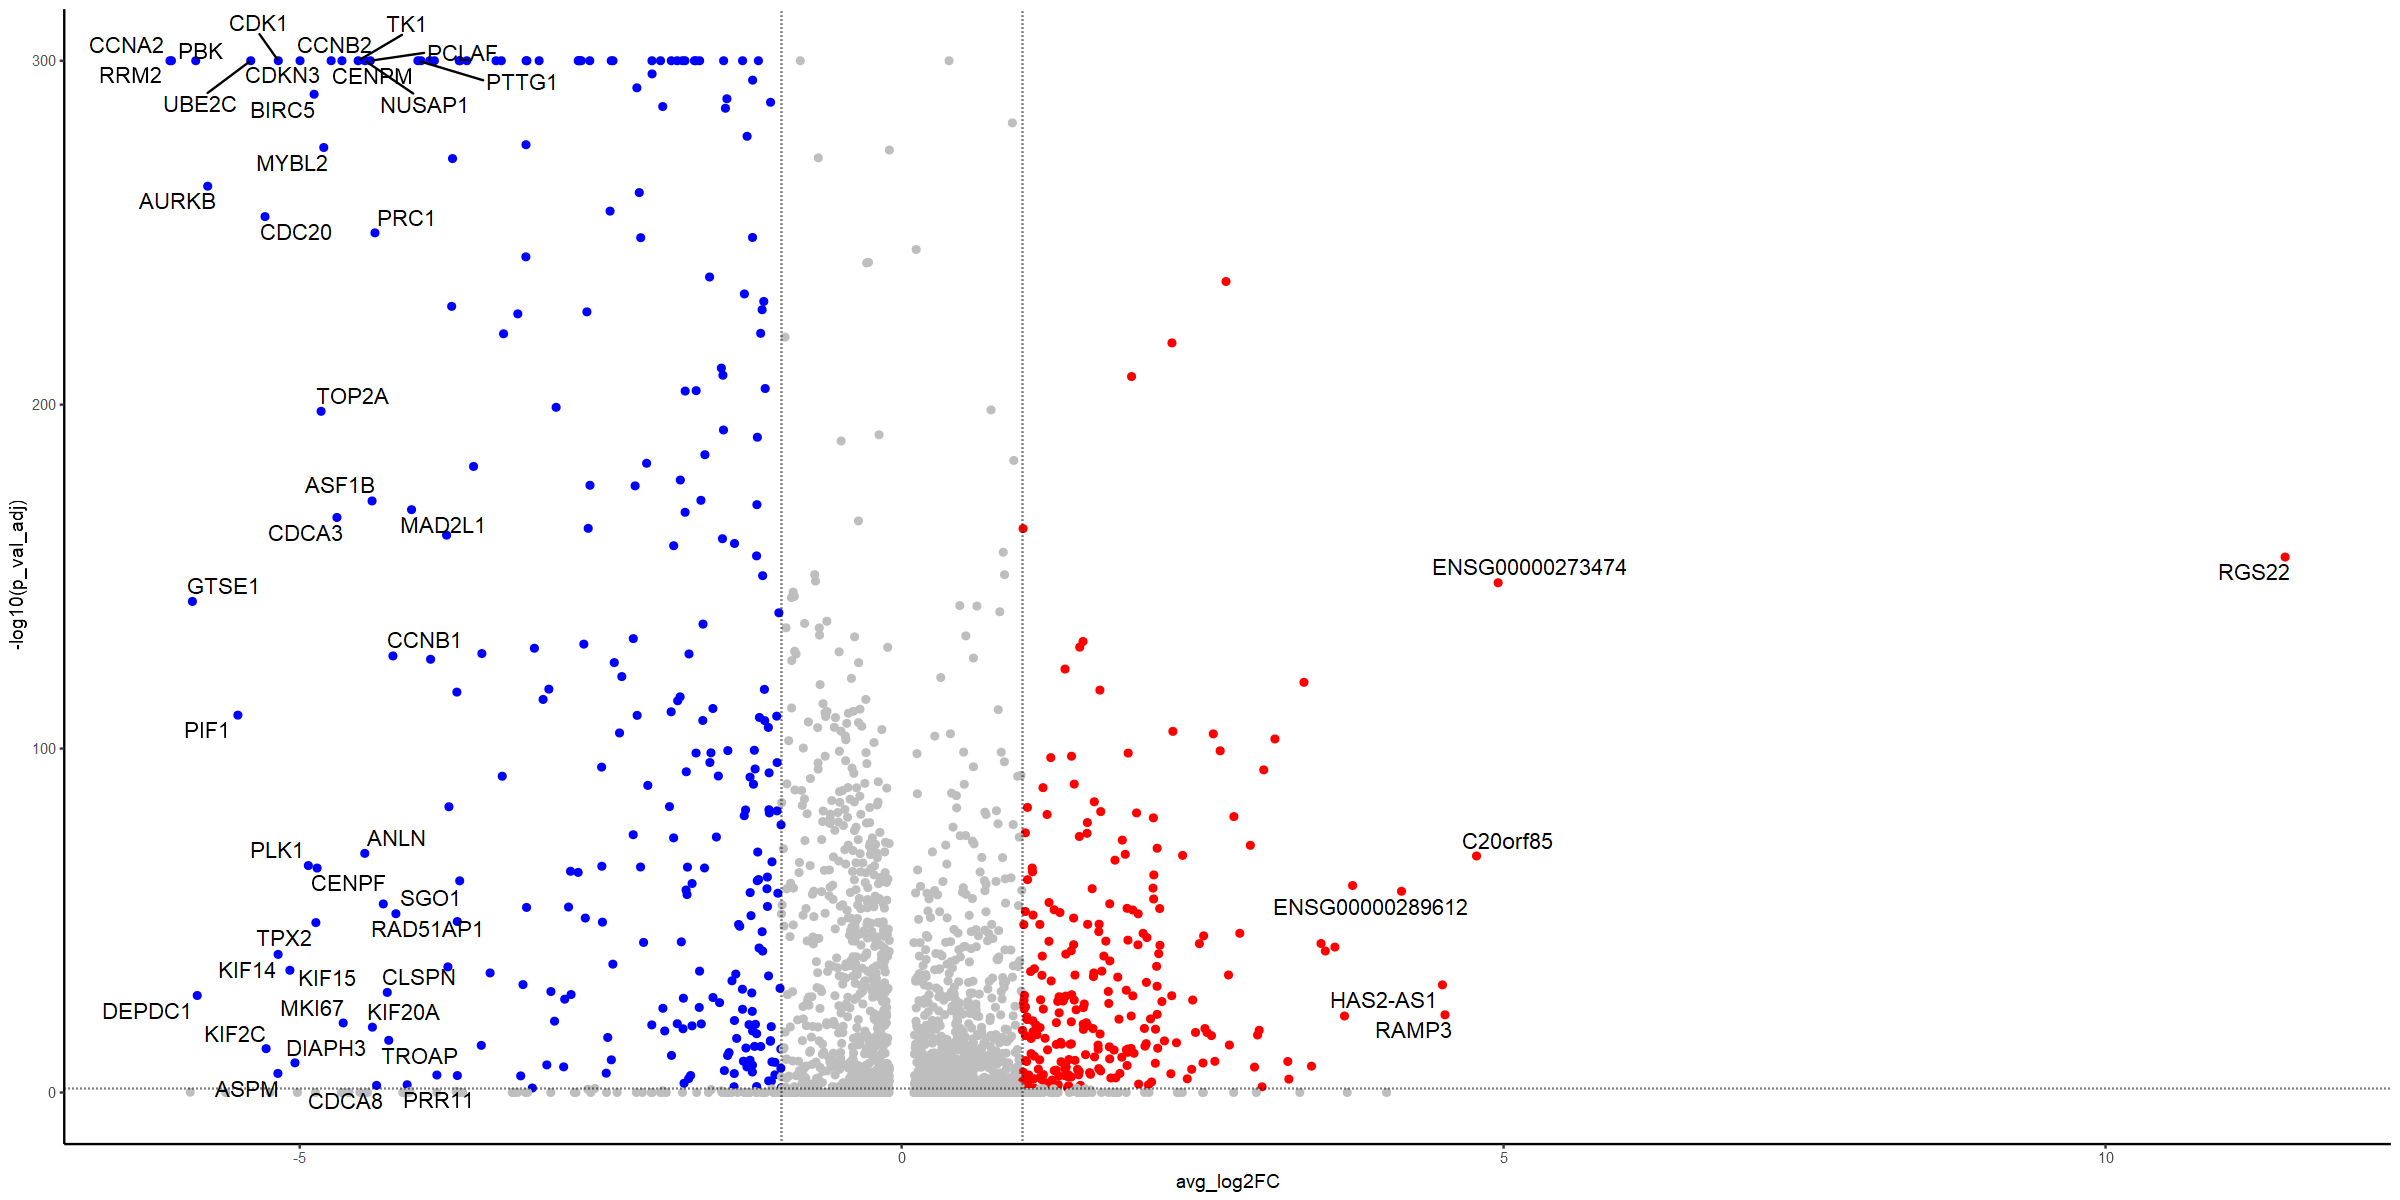 CDK1
TK1
CCNA2
PBK
CCNB2
PCLAF
300
RRM2
CDKN3
CENPM
PTTG1
UBE2C
BIRC5
NUSAP1
MYBL2
AURKB
PRC1
CDC20
TOP2A
200
ASF1B
CDCA3
MAD2L1
ENSG00000273474
RGS22
GTSE1
CCNB1
PIF1
100
PLK1
ANLN
C20orf85
CENPF
SGO1
ENSG00000289612
RAD51AP1
TPX2
KIF14
KIF15
CLSPN
DEPDC1
MKI67
KIF20A
HAS2-AS1
KIF2C
RAMP3
DIAPH3
TROAP
ASPM
0
CDCA8
PRR11
-log10(p_val_adj)
-5
0
5
10
avg_log2FC